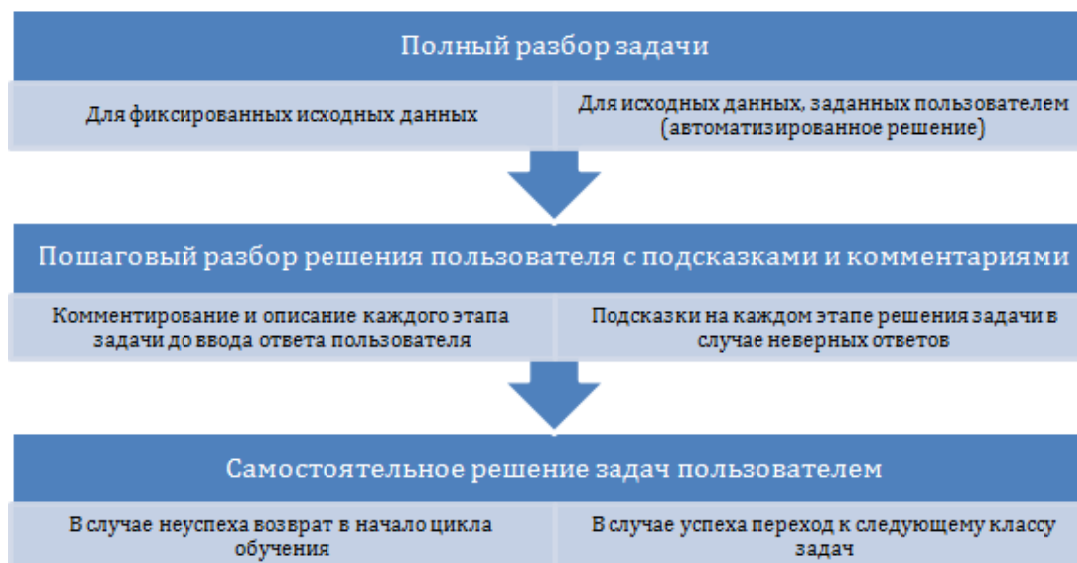 Полный разбор задачи
Для фиксированных исходных данных
Для исходных данных, заданных пользователем
(автоматизированное решение)
Пошаговый разбор решения пользователя с подсказками и комментариями
Комментирование и описание каждого этапа
задачи до ввода ответа пользователя
Подсказки на каждом этапе решения задачи в
случае неверных ответов
Самостоятельное решение задач пользователем
В случае неуспеха возврат в начало цикла
обучения
В случае успеха переход к следующему классу
задач